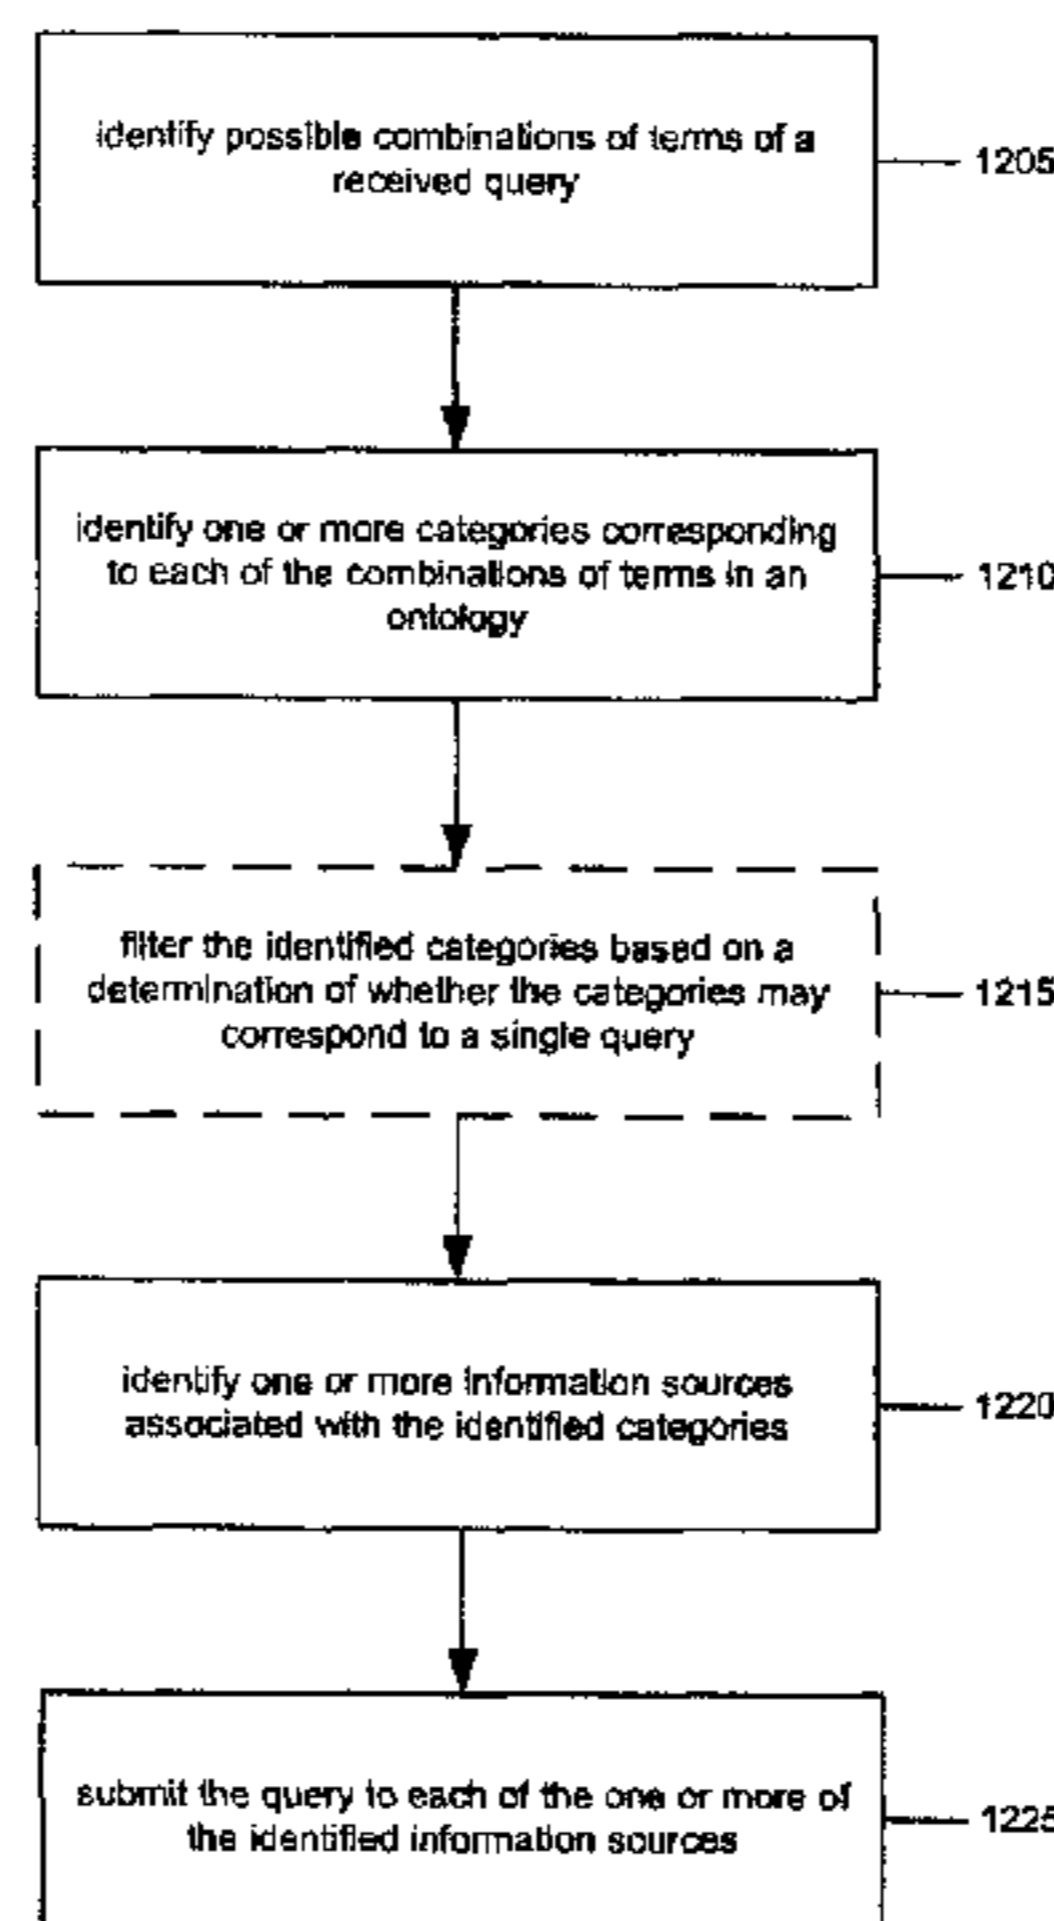 identify possible combinations of terms of a
received query
1205
identify one or more categories corresponding
to each of the combinations of terms in an
ontology
1210
filter the identified categories based on a
determination of whether the categories may
correspond to a single query
1215
identify one or more information sources
associated with the identified categories
1220
submit the query to each of the one or more of
the identified information sources
1225